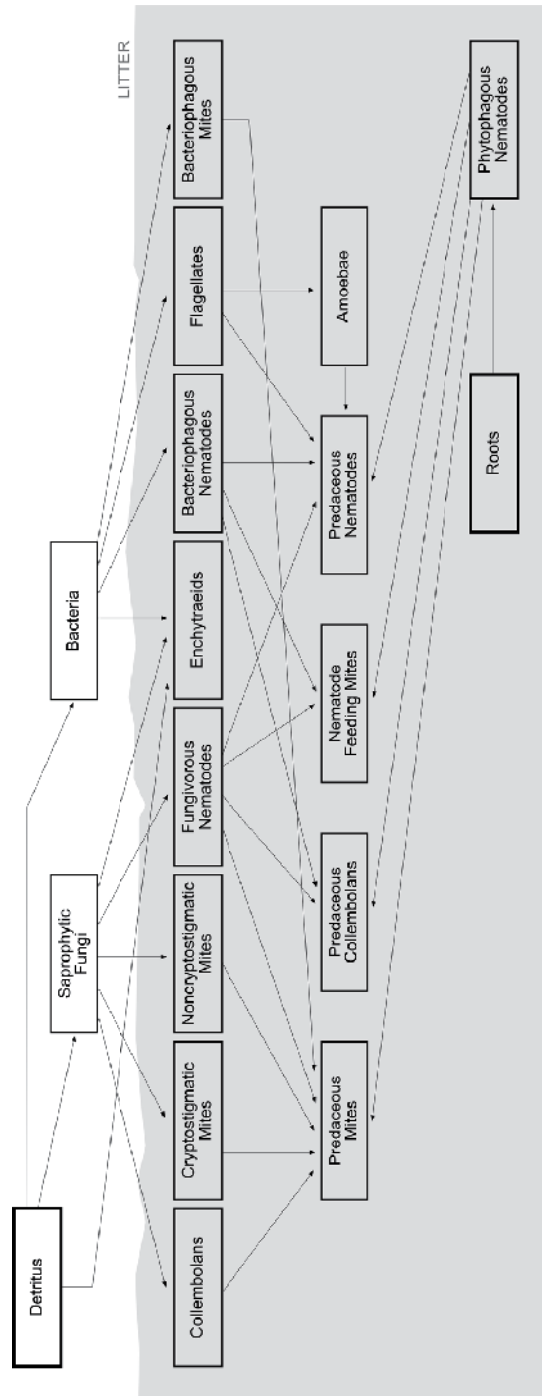 LITTER
Detritus
Saprophytic
Fungi
Bacteria
Collembolans
Cryptostigmatic
Mites
Noncryptostigmatic
Mites
Fungivorous
Nematodes
Enchytraeids
Bacteriophagous
Nematodes
Flagellates
Bacteriophagous
Mites
Predaceous
Mites
Predaceous
Collembolans
Nematode
Feeding Mites
Predaceous
Nematodes
Amoebae
Roots
Phytophagous
Nematodes